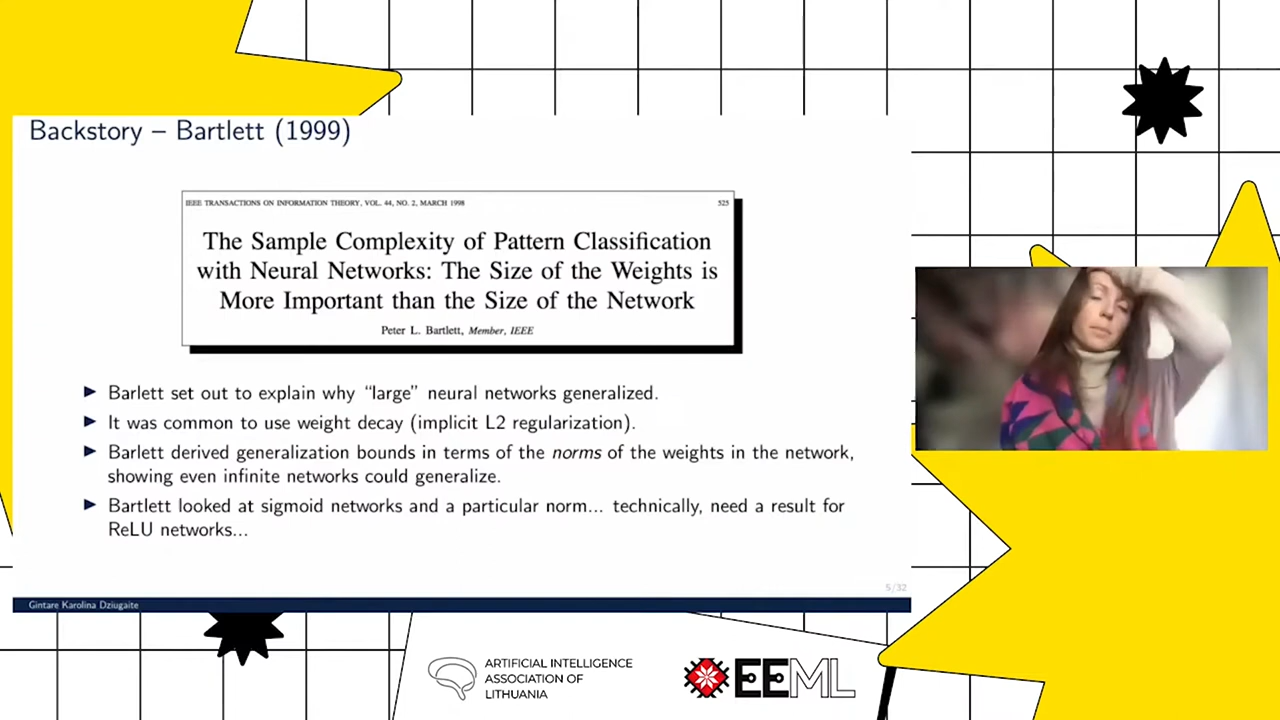 Backstory – Bartlett (1999)
IEEE TRANSACTIONS ON INFORMATION THEORY, VOL. 44, NO. 2, MARCH 1998
525
The Sample Complexity of Pattern Classification
with Neural Networks: The Size of the Weights is
More Important than the Size of the Network
Peter L. Bartlett, Member, IEEE
Barlett set out to explain why “large” neural networks generalized.
It was common to use weight decay (implicit L2 regularization).
Barlett derived generalization bounds in terms of the norms of the weights in the network,
showing even infinite networks could generalize.
Bartlett looked at sigmoid networks and a particular norm... technically, need a result for
ReLU networks...
5/32
Gintare Karolina Dziugaite
ARTIFICIAL INTELLIGENCE
ASSOCIATION OF
LITHUANIA
EEML